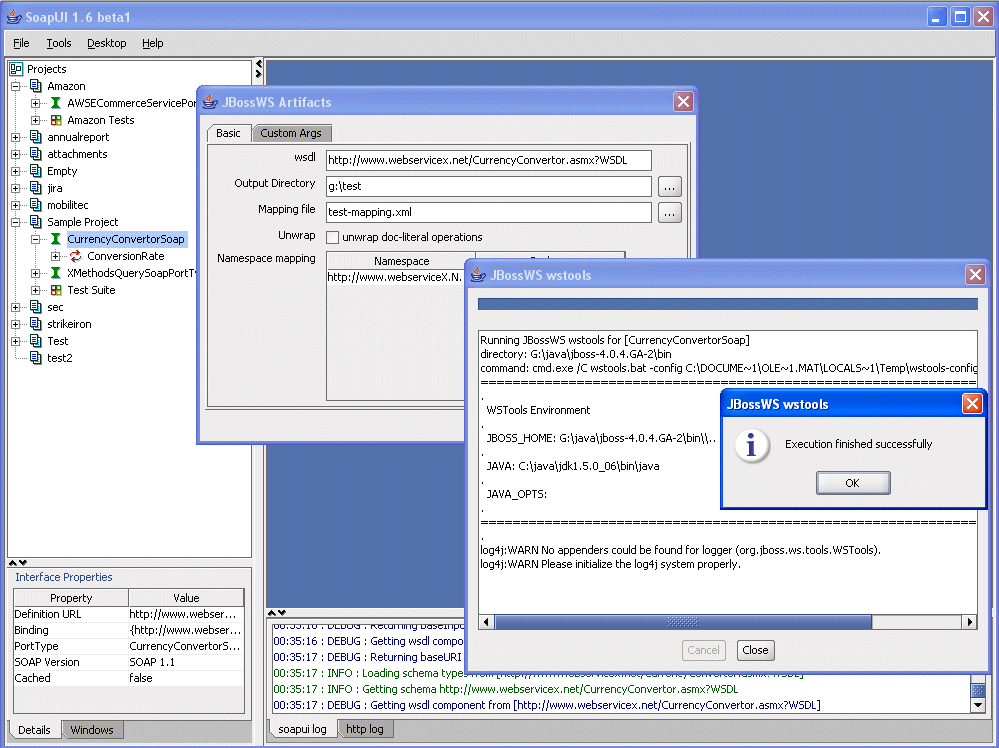 SoapUI 1.6 beta1
File Tools Desktop Help
Projects
Amazon
AWSECommerceServicePor
Amazon Tests
annualreport
attachments
Empty
jira
mobilitec
Sample Project
CurrencyConvertorSoap
ConversionRate
XMethodsQuerySoapPortTy
Test Suite
sec
strikeiron
Test
test2
JBossWS Artifacts
Basic Custom Args
wsdl http://www.webservicex.net/CurrencyConvertor.asmx?WSDL
Output Directory g:\test ...
Mapping file test-mapping.xml ...
Unwrap unwrap doc-literal operations
Namespace mapping Namespace
http://www.webserviceX.N.
JBossWS wstools
Running JBossWS wstools for [CurrencyConvertorSoap]
directory: G:\java\jboss-4.0.4.GA-2\bin
command: cmd.exe /C wstools.bat -config C:\DOCUME~1\OLE~1.MAT\LOCALS~1\Temp\wstools-config
.
WSTools Environment
.
JBOSS_HOME: G:\java\jboss-4.0.4.GA-2\bin\\..
.
JAVA: C:\java\jdk1.5.0_06\bin\java
.
JAVA_OPTS:
.
.
log4j:WARN No appenders could be found for logger (org.jboss.ws.tools.WSTools).
log4j:WARN Please initialize the log4j system properly.
Cancel Close
JBossWS wstools
Execution finished successfully
OK
Interface Properties
Property Value
Definition URL http://www.webser...
Binding {http://www.webser...
PortType CurrencyConvertorS...
SOAP Version SOAP 1.1
Cached false
Details Windows
00:35:16 : DEBUG : Returning baseInpu
00:35:16 : DEBUG : Getting wsdl compo
00:35:17 : DEBUG : Returning baseURI
00:35:17 : INFO : Loading schema types from [http://www.webservicex.net/CurrencyConvertor.asmx?WSDL]
00:35:17 : INFO : Getting schema http://www.webservicex.net/CurrencyConvertor.asmx?WSDL
00:35:17 : DEBUG : Getting wsdl component from [http://www.webservicex.net/CurrencyConvertor.asmx?WSDL]
soapui log http log